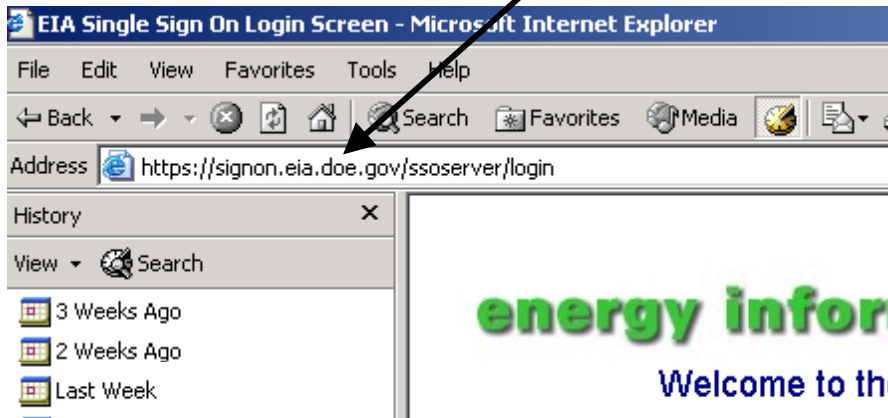 EIA Single Sign On Login Screen - Microsoft Internet Explorer
File Edit View Favorites Tools Help
Back Search Favorites Media
Address https://signon.eia.doe.gov/ssoserver/login
History
View Search
3 Weeks Ago
2 Weeks Ago
Last Week
energy infor
Welcome to th